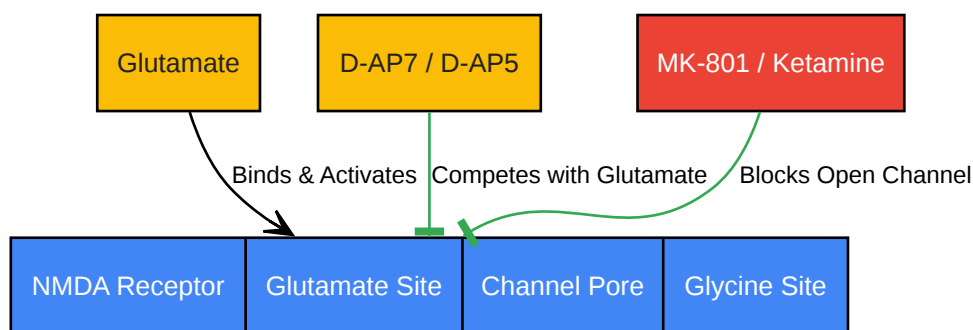 Glutamate
D-AP7 / D-AP5
MK-801 / Ketamine
Binds & Activates
Competes with Glutamate
Blocks Open Channel
NMDA Receptor
Glutamate Site
Channel Pore
Glycine Site